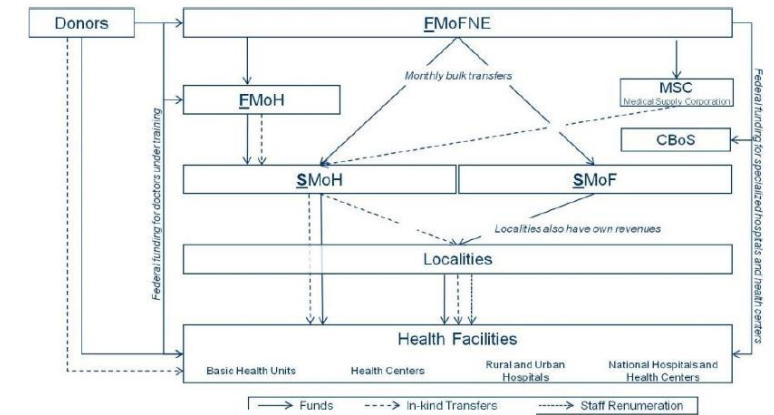 Donors
FMoFNE
Monthly bulk transfers
MSC
Medical Supply Corporation
FMoH
CBoS
SMoH
SMoF
Localities also have own revenues
Localities
Federal funding for doctors under training
Federal funding for specialized hospitals and health centers
Health Facilities
Basic Health Units
Health Centers
Rural and Urban
Hospitals
National Hospitals and
Health Centers
Funds
In-kind Transfers
Staff Renumeration